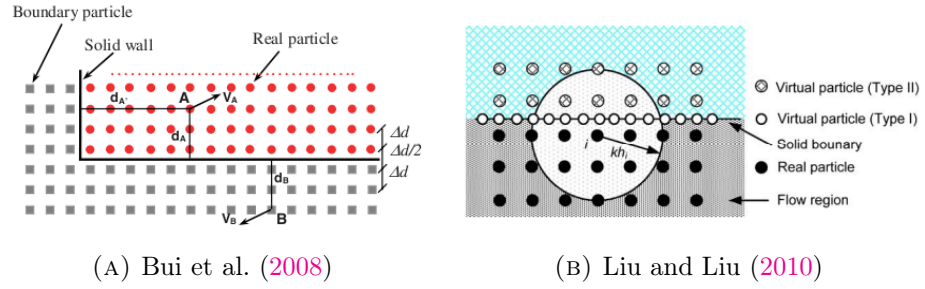 Boundary particle
Solid wall
Real particle
d_A'
A
V_A
d_A
Δd
Δd/2
Δd
d_B
V_B
B
i
kh_i
Virtual particle (Type II)
Virtual particle (Type I)
Solid bounary
Real particle
Flow region
(A) Bui et al. (2008)
(B) Liu and Liu (2010)